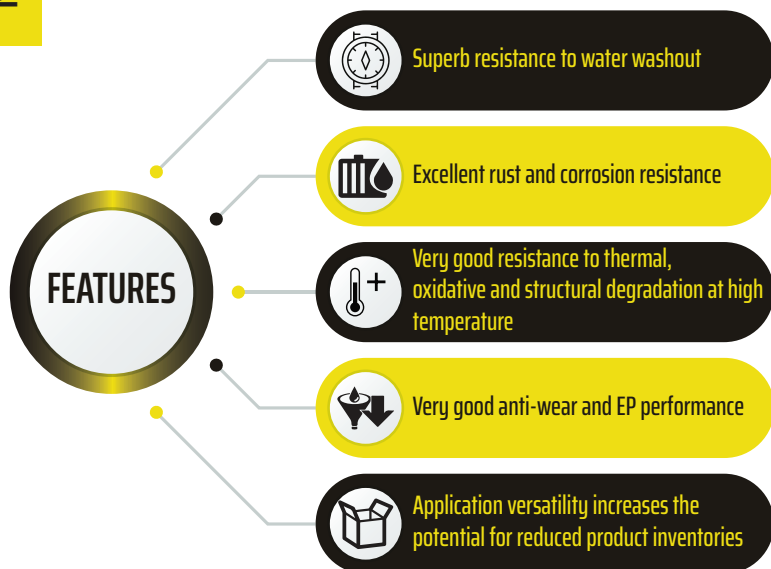 FEATURES
Superb resistance to water washout
Excellent rust and corrosion resistance
Very good resistance to thermal,
oxidative and structural degradation at high
temperature
Very good anti-wear and EP performance
Application versatility increases the
potential for reduced product inventories